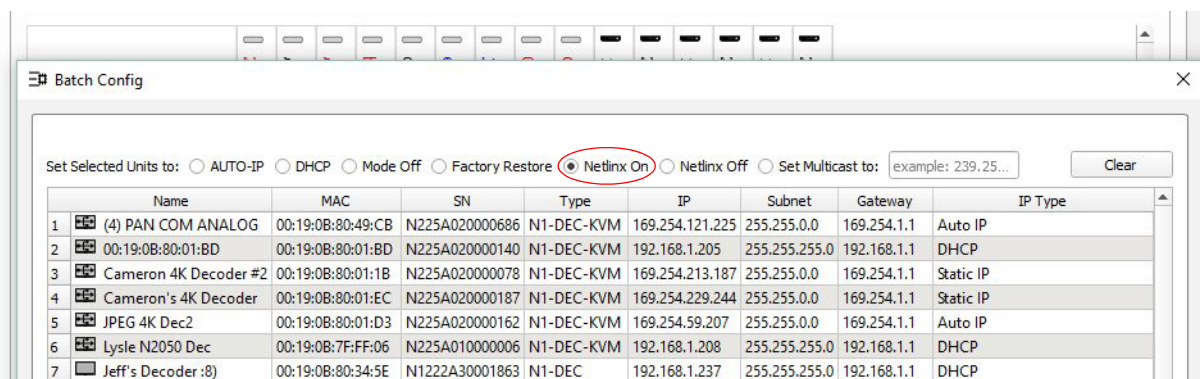 Batch Config
Set Selected Units to: AUTO-IP DHCP Mode Off Factory Restore Netlinx On Netlinx Off Set Multicast to: example: 239.25... Clear
Name MAC SN Type IP Subnet Gateway IP Type
1 (4) PAN COM ANALOG 00:19:0B:80:49:CB N225A020000686 N1-DEC-KVM 169.254.121.225 255.255.0.0 169.254.1.1 Auto IP
2 00:19:0B:80:01:BD 00:19:0B:80:01:BD N225A020000140 N1-DEC-KVM 192.168.1.205 255.255.255.0 192.168.1.1 DHCP
3 Cameron 4K Decoder #2 00:19:0B:80:01:1B N225A020000078 N1-DEC-KVM 169.254.213.187 255.255.0.0 169.254.1.1 Static IP
4 Cameron's 4K Decoder 00:19:0B:80:01:EC N225A020000187 N1-DEC-KVM 169.254.229.244 255.255.0.0 169.254.1.1 Static IP
5 JPEG 4K Dec2 00:19:0B:80:01:D3 N225A020000162 N1-DEC-KVM 169.254.59.207 255.255.0.0 169.254.1.1 Auto IP
6 Lysle N2050 Dec 00:19:0B:7F:FF:06 N225A010000006 N1-DEC-KVM 192.168.1.208 255.255.255.0 192.168.1.1 DHCP
7 Jeff's Decoder :8) 00:19:0B:80:34:5E N1222A30001863 N1-DEC 192.168.1.237 255.255.255.0 192.168.1.1 DHCP